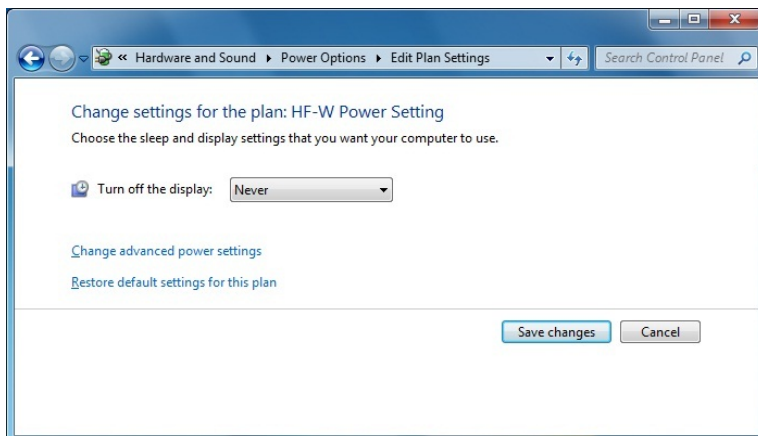 « Hardware and Sound ▸ Power Options ▸ Edit Plan Settings
Search Control Panel
Change settings for the plan: HF-W Power Setting
Choose the sleep and display settings that you want your computer to use.
Turn off the display: Never
Change advanced power settings
Restore default settings for this plan
Save changes Cancel